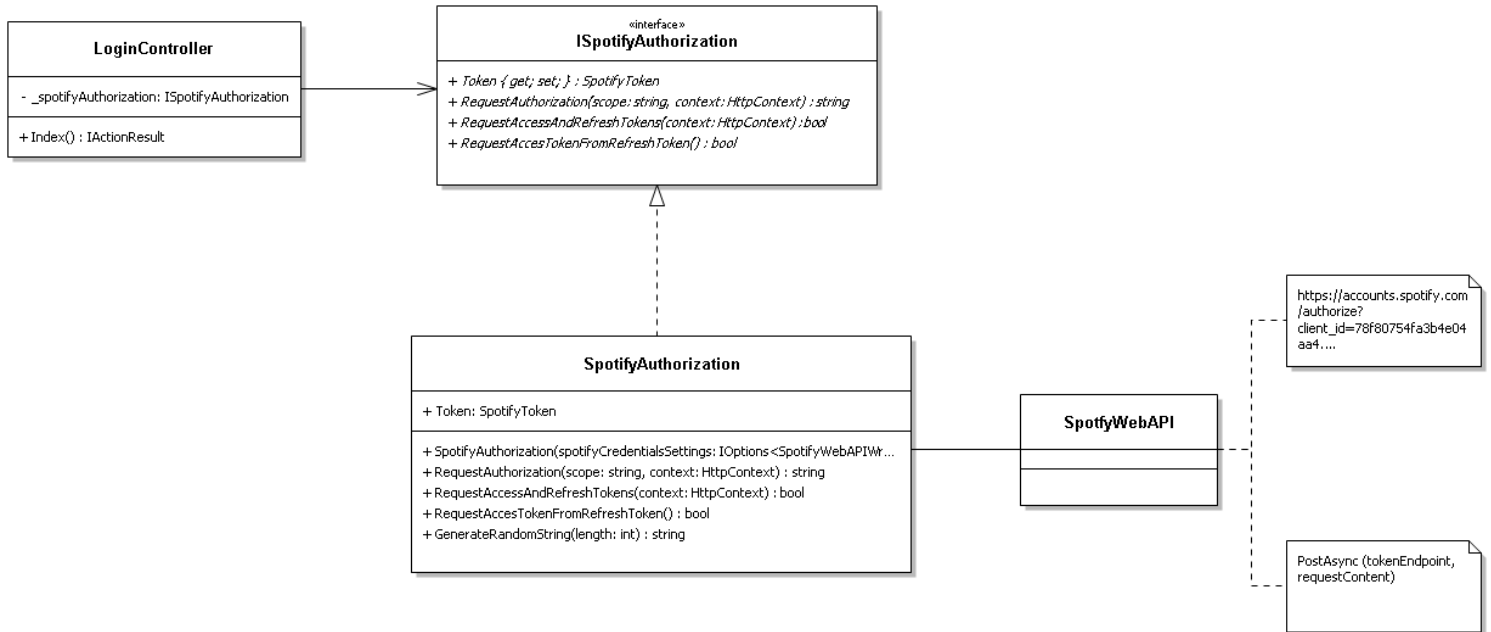 LoginController
- _spotifyAuthorization: ISpotifyAuthorization
+ Index() : IActionResult
«interface»
ISpotifyAuthorization
+ Token { get; set; } : SpotifyToken
+ RequestAuthorization(scope: string, context: HttpContext) : string
+ RequestAccessAndRefreshTokens(context: HttpContext) :bool
+ RequestAccesTokenFromRefreshToken() : bool
SpotifyAuthorization
+ Token: SpotifyToken
+ SpotifyAuthorization(spotifyCredentialsSettings: IOptions<SpotifyWebAPIWr...
+ RequestAuthorization(scope: string, context: HttpContext) : string
+ RequestAccessAndRefreshTokens(context: HttpContext) : bool
+ RequestAccesTokenFromRefreshToken() : bool
+ GenerateRandomString(length: int) : string
SpotfyWebAPI
https://accounts.spotify.com
/authorize?
client_id=78f80754fa3b4e04
aa4....
PostAsync (tokenEndpoint,
requestContent)